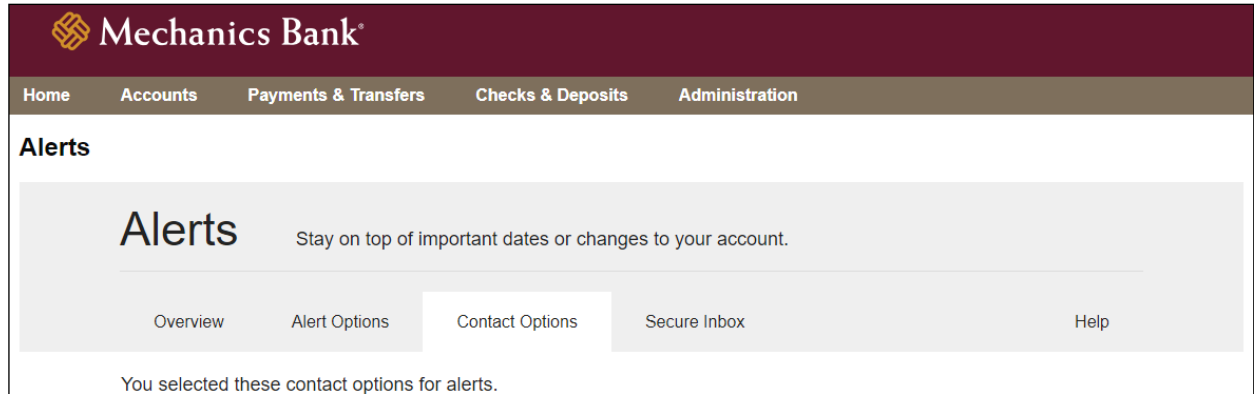 Mechanics Bank®
Home Accounts Payments & Transfers Checks & Deposits Administration
Alerts
Alerts Stay on top of important dates or changes to your account.
Overview Alert Options Contact Options Secure Inbox Help
You selected these contact options for alerts.